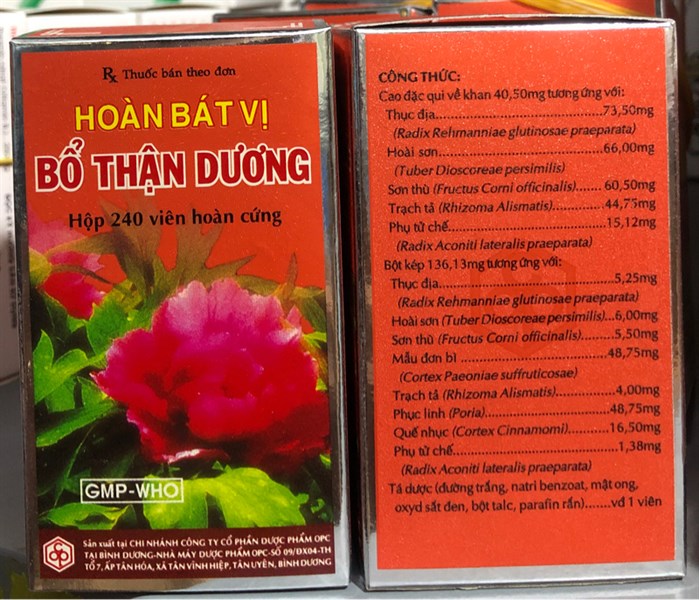 Rx Thuốc bán theo đơn
HOÀN BÁT VỊ
BỔ THẬN DƯƠNG
Hộp 240 viên hoàn cứng
GMP-WHO
Sản xuất tại CHI NHÁNH CÔNG TY CỔ PHẦN DƯỢC PHẨM OPC
TẠI BÌNH DƯƠNG-NHÀ MÁY DƯỢC PHẨM OPC-SỐ 09/ĐX04-TH
TỔ 7, ẤP TÂN HÓA, XÃ TÂN VĨNH HIỆP, TÂN UYÊN, BÌNH DƯƠNG
CÔNG THỨC:
Cao đặc qui về khan 40,50mg tương ứng với:
Thục địa..............................73,50mg
(Radix Rehmanniae glutinosae praeparata)
Hoài sơn..............................66,00mg
(Tuber Dioscoreae persimilis)
Sơn thù (Fructus Corni officinalis)....... 60,50mg
Trạch tả (Rhizoma Alismatis)............44,75mg
Phụ tử chế............................15,12mg
(Radix Aconiti lateralis praeparata)
Bột kép 136,13mg tương ứng với:
Thục địa..............................5,25mg
(Radix Rehmanniae glutinosae praeparata)
Hoài sơn (Tuber Dioscoreae persimilis)...6,00mg
Sơn thù (Fructus Corni officinalis).......5,50mg
Mẫu đơn bì ..........................48,75mg
(Cortex Paeoniae suffruticosae)
Trạch tả (Rhizoma Alismatis)............4,00mg
Phục linh (Poria)......................48,75mg
Quế nhục (Cortex Cinnamomi)..........16,50mg
Phụ tử chế............................1,38mg
(Radix Aconiti lateralis praeparata)
Tá dược (đường trắng, natri benzoat, mật ong,
oxyd sắt đen, bột talc, parafin rắn).......vđ 1 viên